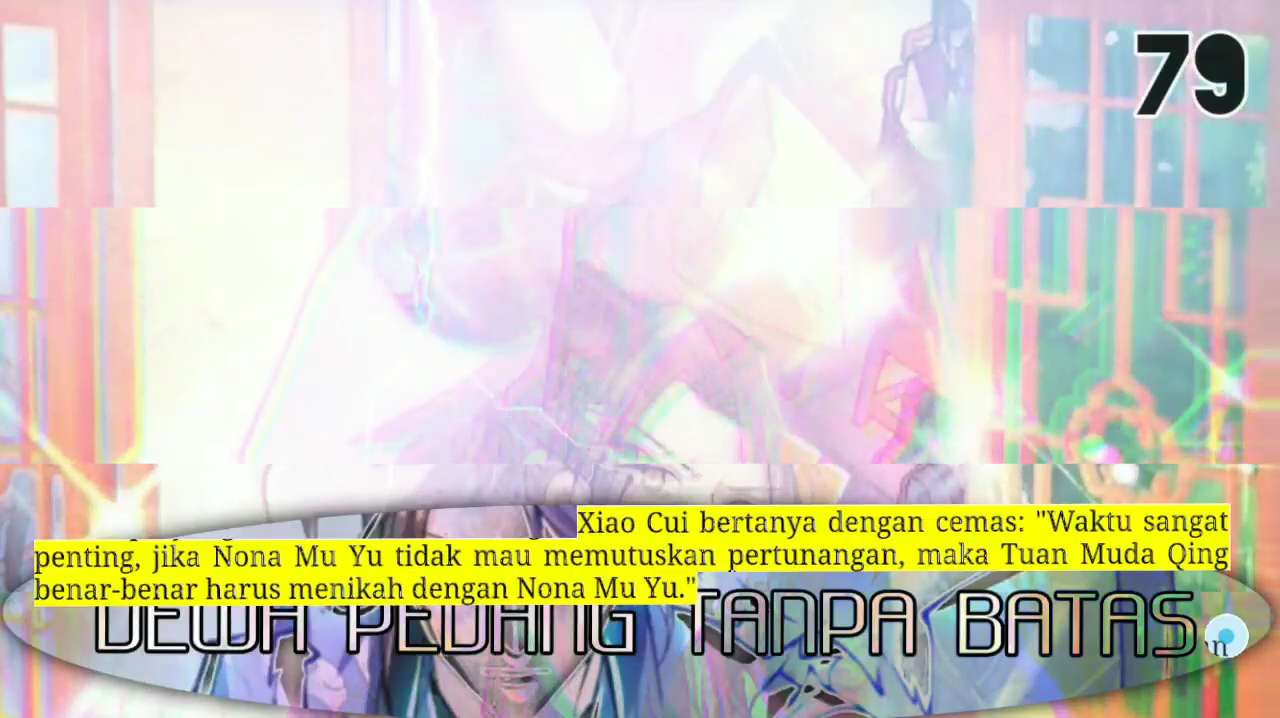 79
Xiao Cui bertanya dengan cemas: "Waktu sangat
penting, jika Nona Mu Yu tidak mau memutuskan pertunangan, maka Tuan Muda Qing
benar-benar harus menikah dengan Nona Mu Yu."
DEWA PEDANG TANPA BATAS